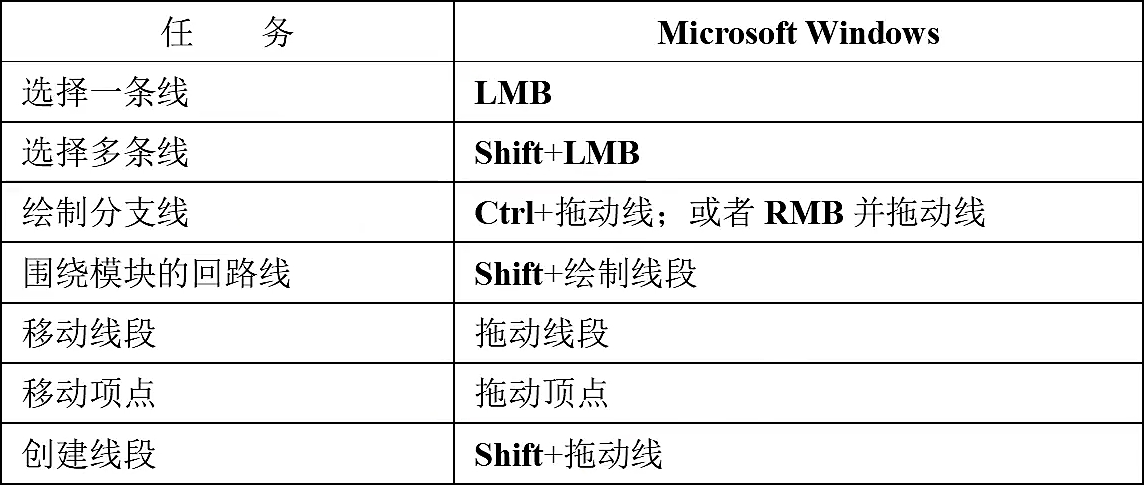 任 务 Microsoft Windows
选择一条线 LMB
选择多条线 Shift+LMB
绘制分支线 Ctrl+拖动线；或者 RMB 并拖动线
围绕模块的回路线 Shift+绘制线段
移动线段 拖动线段
移动项点 拖动顶点
创建线段 Shift+拖动线